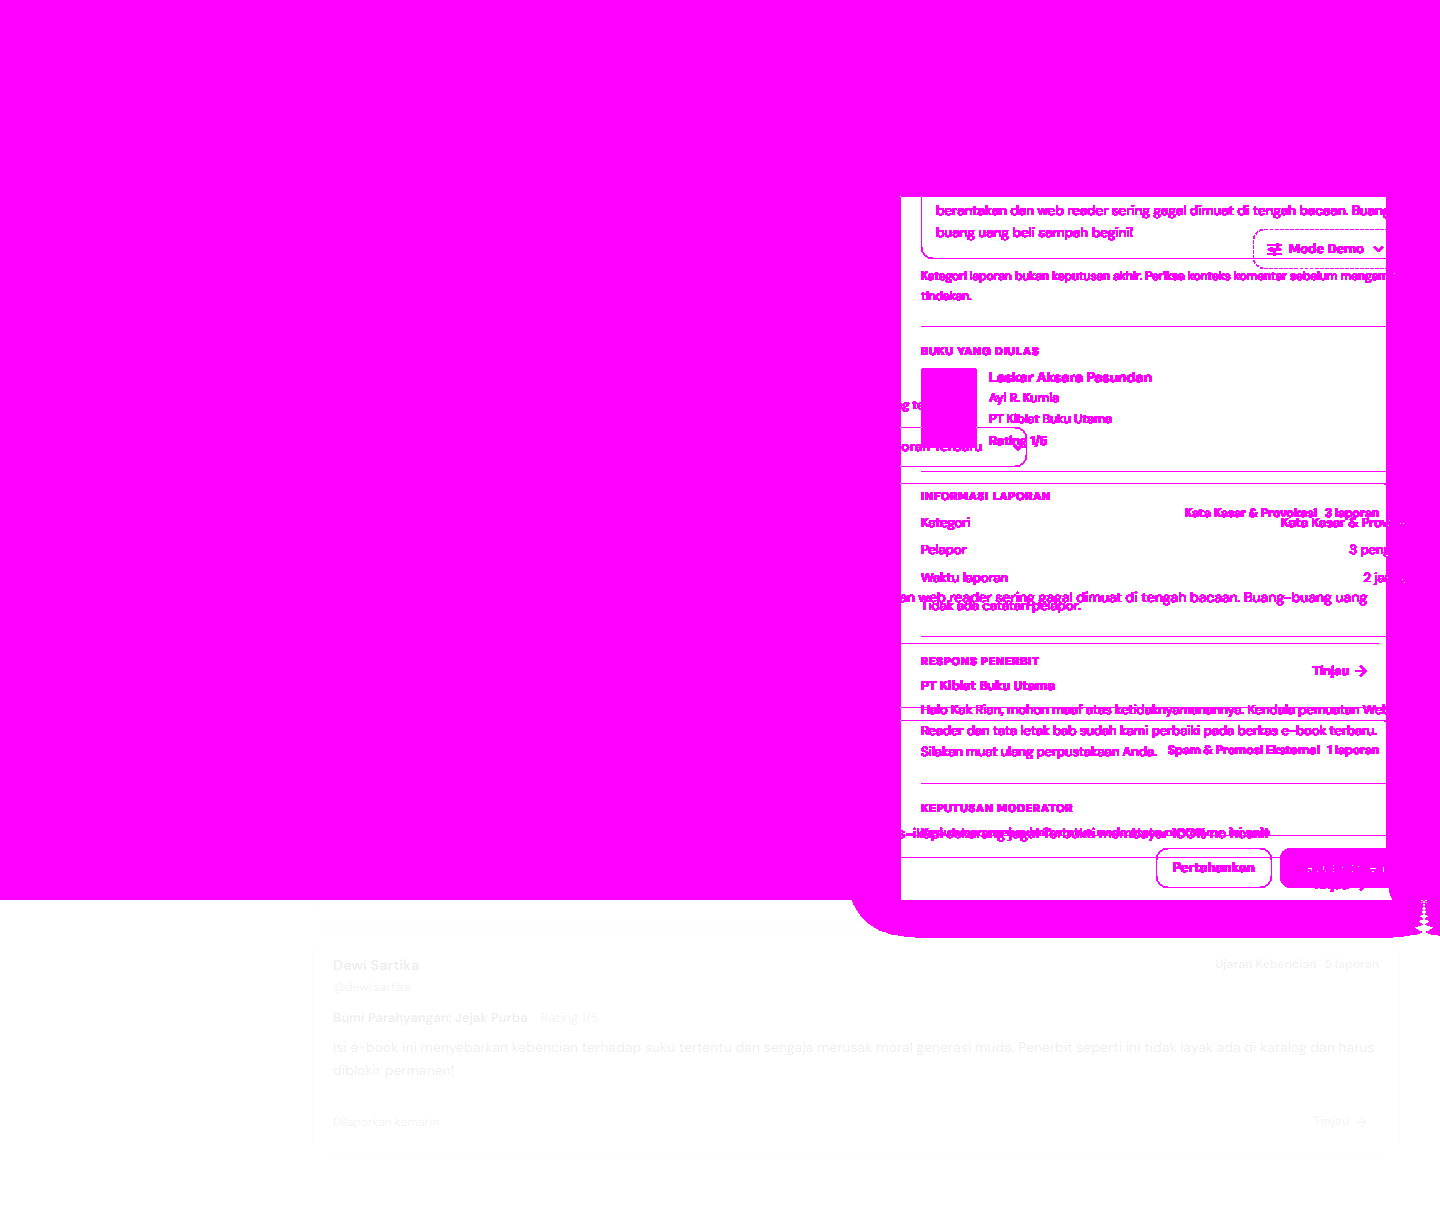 berantakan dan web reader sering gagal dimuat di tengah bacaan. Buang
buang uang beli sampah begini!
Mode Demo
Kategori laporan bukan keputusan akhir. Periksa konteks komentar sebelum
tindakan.
BUKU YANG DIULAS
Laskar Aksara Pasundan
Ayi R. Kurnia
PT Kiblat Buku Utama
Rating 1/5
Terbaru
INFORMASI LAPORAN
Kata Kasar & Provokasi 3 laporan
Kategori
Kata Kasar &
Pelapor
3
Waktu laporan
2
web reader sering gagal dimuat di tengah bacaan. Buang-buang uang
Tidak ada catatan pelapor.
RESPONS PENERBIT
Tinjau →
PT Kiblat Buku Utama
Halo Kak Rian, mohon maaf atas ketidaknyamanannya. Kendala pemuatan Web
Reader dan tata letak bab sudah kami perbaiki pada berkas e-book terbaru.
Silakan muat ulang perpustakaan Anda.
Spam & Promosi Eksternal 1 laporan
KEPUTUSAN MODERATOR
Pertahankan
Dewi Sartika
Ujaran Kebencian 5 laporan
@dewisartika
Bumi Parahyangan: Jejak Purba Rating 1/5
Isi e-book ini menyebarkan kebencian terhadap suku tertentu dan sengaja merusak moral generasi muda. Penerbit seperti ini tidak layak ada di katalog dan harus
diblokir permanen!
Dilaporkan kemarin
Tinjau →